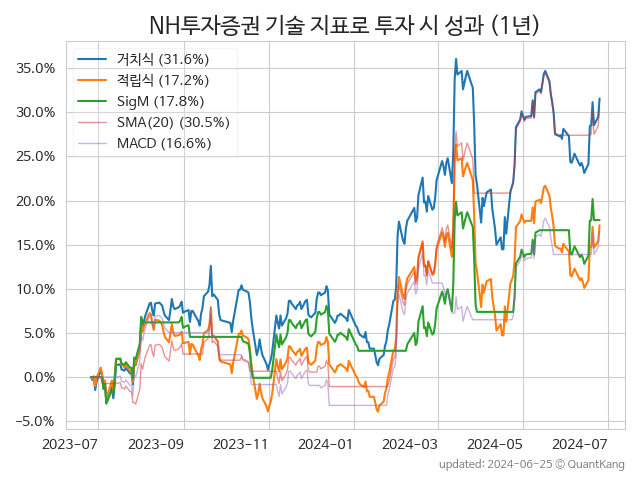 NH투자증권 기술 지표로 투자 시 성과 (1년)
거치식 (31.6%)
적립식 (17.2%)
SigM (17.8%)
SMA(20) (30.5%)
MACD (16.6%)
35.0%
30.0%
25.0%
20.0%
15.0%
10.0%
5.0%
0.0%
−5.0%
2023-07 2023-09 2023-11 2024-01 2024-03 2024-05 2024-07
updated: 2024-06-25 ⓒ QuantKang